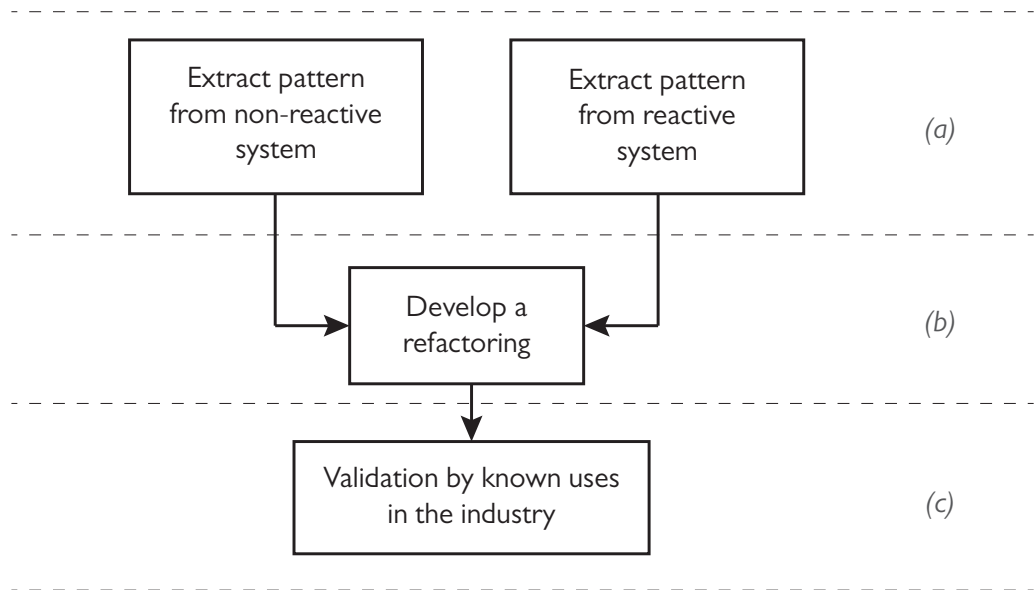 Extract pattern
from non-reactive
system
Extract pattern
from reactive
system
(a)
Develop a
refactoring
(b)
Validation by known uses
in the industry
(c)